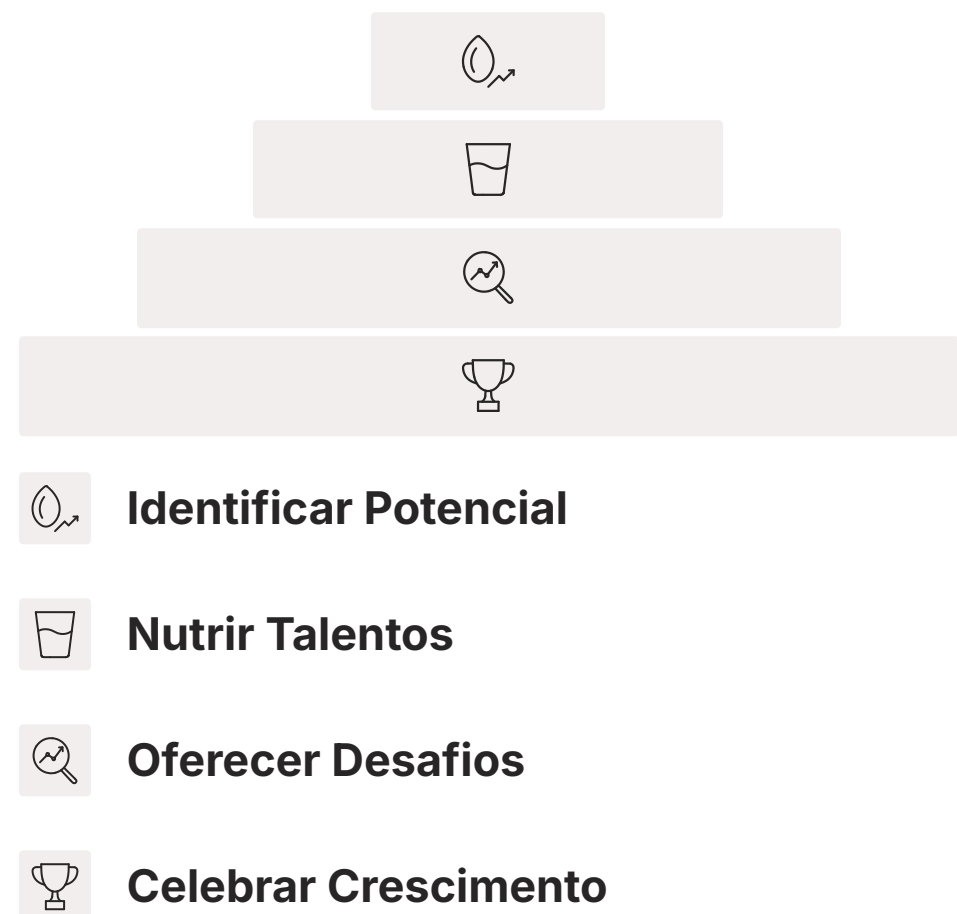 Identificar Potencial
Nutrir Talentos
Oferecer Desafios
Celebrar Crescimento